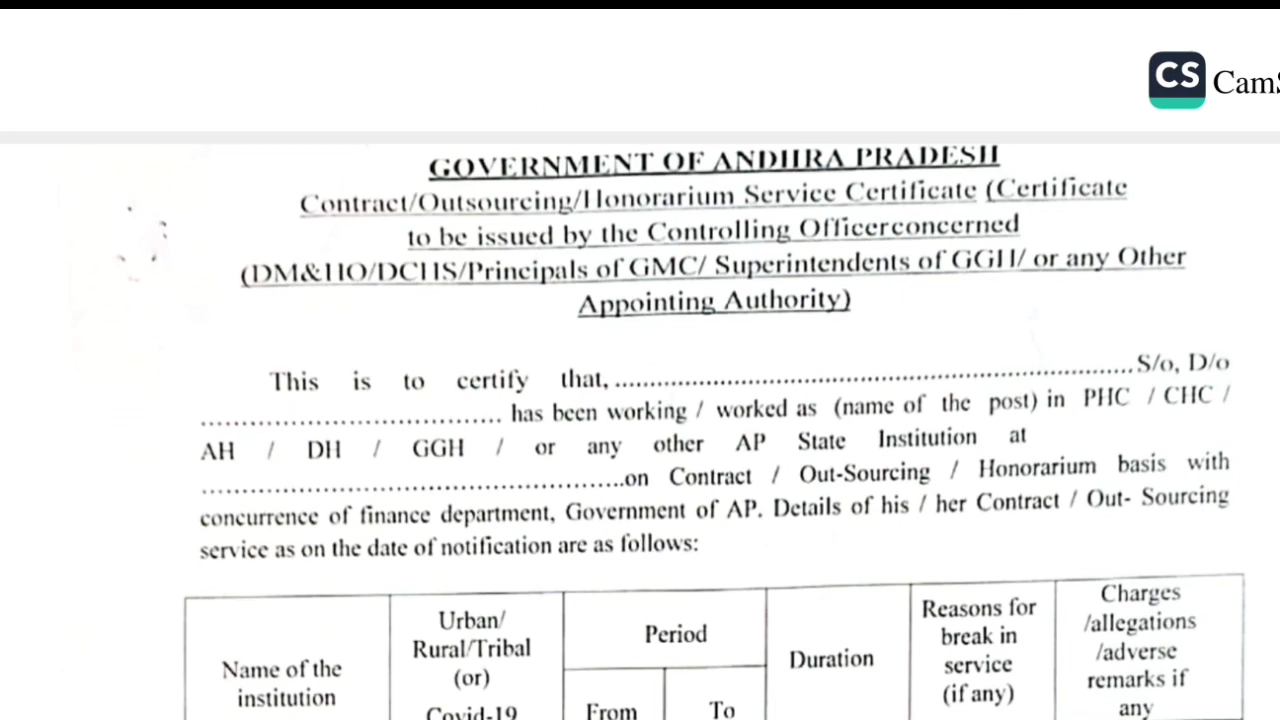 CS Cam
GOVERNMENT OF ANDHRA PRADESH
Contract/Outsourcing/Honorarium Service Certificate (Certificate
to be issued by the Controlling Officerconcerned
(DM&HO/DCHS/Principals of GMC/ Superintendents of GGH/ or any Other
Appointing Authority)
This is to certify that, ........................................................................... S/o, D/o
...................................... has been working / worked as (name of the post) in PHC / CHC /
AH / DH / GGH / or any other AP State Institution at
.....................................................on Contract / Out-Sourcing / Honorarium basis with
concurrence of finance department, Government of AP. Details of his / her Contract / Out- Sourcing
service as on the date of notification are as follows:
Name of the
institution
Urban/
Rural/Tribal
(or)
Covid-19
Period
From
To
Duration
Reasons for
break in
service
(if any)
Charges
/allegations
/adverse
remarks if
any